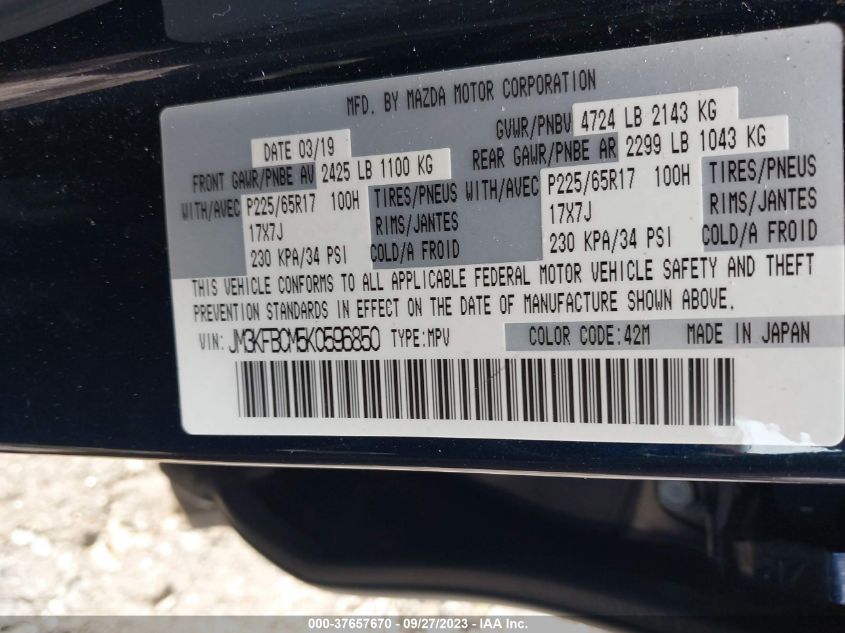 MFD. BY MAZDA MOTOR CORPORATION
DATE 03/19
GVWR/PNBV 4724 LB 2143 KG
FRONT GAWR/PNBE AV 2425 LB 1100 KG
REAR GAWR/PNBE AR 2299 LB 1043 KG
WITH/AVEC P225/65R17 100H TIRES/PNEUS
WITH/AVEC P225/65R17 100H TIRES/PNEUS
17X7J RIMS/JANTES
17X7J RIMS/JANTES
230 KPA/34 PSI COLD/A FROID
230 KPA/34 PSI COLD/A FROID
THIS VEHICLE CONFORMS TO ALL APPLICABLE FEDERAL MOTOR VEHICLE SAFETY AND THEFT
PREVENTION STANDARDS IN EFFECT ON THE DATE OF MANUFACTURE SHOWN ABOVE.
VIN: JM3KFBCM5K0596850 TYPE:MPV COLOR CODE:42M MADE IN JAPAN
000-37657670 - 09/27/2023 - IAA Inc.